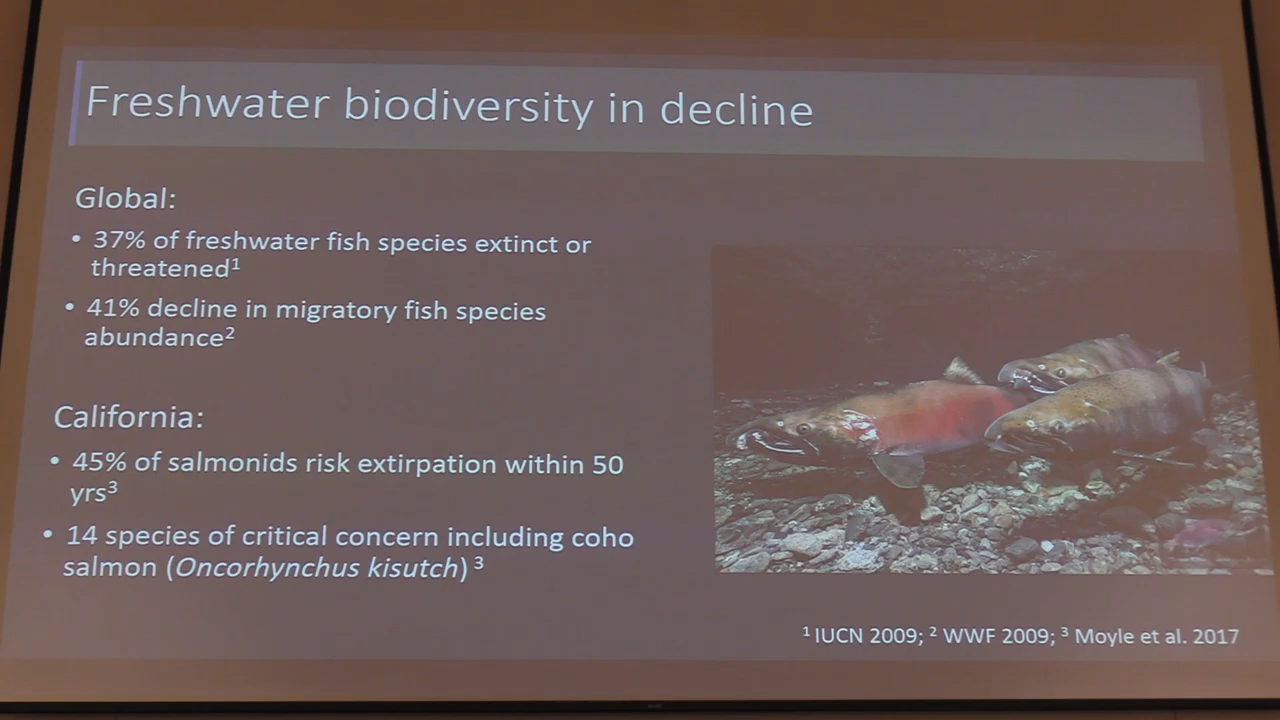 Freshwater biodiversity in decline
Global:
• 37% of freshwater fish species extinct or
threatened¹
• 41% decline in migratory fish species
abundance²
California:
• 45% of salmonids risk extirpation within 50
yrs³
• 14 species of critical concern including coho
salmon (Oncorhynchus kisutch) ³
¹ IUCN 2009; ² WWF 2009; ³ Moyle et al. 2017